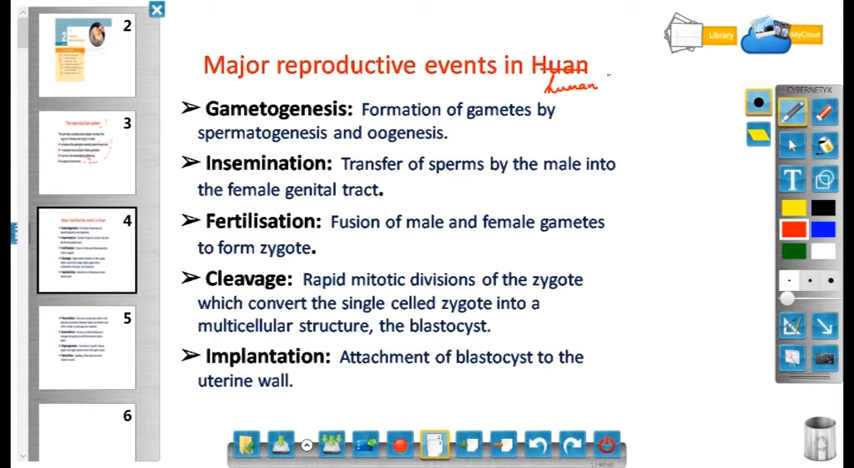 2
Library
MyCloud
Major reproductive events in Huan
human
CYBERNETYX
➢ Gametogenesis: Formation of gametes by
spermatogenesis and oogenesis.
3
➢ Insemination: Transfer of sperms by the male into
the female genital tract.
T
4
➢ Fertilisation: Fusion of male and female gametes
to form zygote.
➢ Cleavage: Rapid mitotic divisions of the zygote
which convert the single celled zygote into a
multicellular structure, the blastocyst.
5
➢ Implantation: Attachment of blastocyst to the
uterine wall.
6